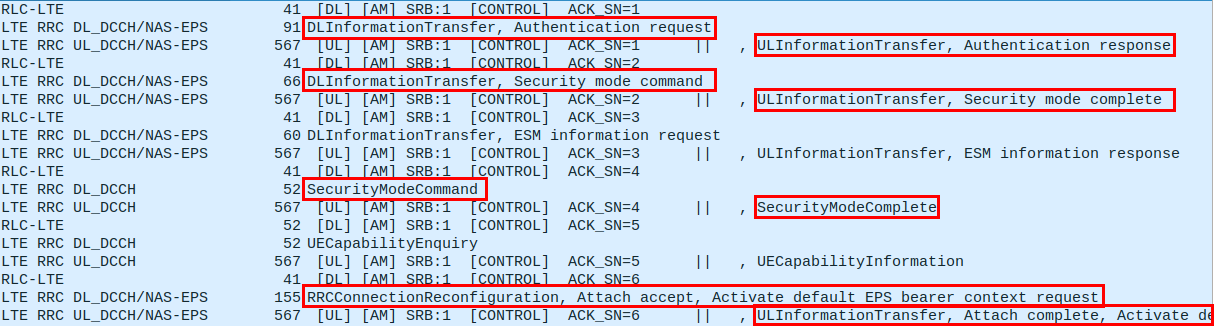 RLC-LTE 41 [DL] [AM] SRB:1 [CONTROL] ACK_SN=1
LTE RRC DL_DCCH/NAS-EPS 91 DLInformationTransfer, Authentication request
LTE RRC UL_DCCH/NAS-EPS 567 [UL] [AM] SRB:1 [CONTROL] ACK_SN=1 || , ULInformationTransfer, Authentication response
RLC-LTE 41 [DL] [AM] SRB:1 [CONTROL] ACK_SN=2
LTE RRC DL_DCCH/NAS-EPS 66 DLInformationTransfer, Security mode command
LTE RRC UL_DCCH/NAS-EPS 567 [UL] [AM] SRB:1 [CONTROL] ACK_SN=2 || , ULInformationTransfer, Security mode complete
RLC-LTE 41 [DL] [AM] SRB:1 [CONTROL] ACK_SN=3
LTE RRC DL_DCCH/NAS-EPS 60 DLInformationTransfer, ESM information request
LTE RRC UL_DCCH/NAS-EPS 567 [UL] [AM] SRB:1 [CONTROL] ACK_SN=3 || , ULInformationTransfer, ESM information response
RLC-LTE 41 [DL] [AM] SRB:1 [CONTROL] ACK_SN=4
LTE RRC DL_DCCH 52 SecurityModeCommand
LTE RRC UL_DCCH 567 [UL] [AM] SRB:1 [CONTROL] ACK_SN=4 || , SecurityModeComplete
RLC-LTE 52 [DL] [AM] SRB:1 [CONTROL] ACK_SN=5
LTE RRC DL_DCCH 52 UECapabilityEnquiry
LTE RRC UL_DCCH 567 [UL] [AM] SRB:1 [CONTROL] ACK_SN=5 || , UECapabilityInformation
RLC-LTE 41 [DL] [AM] SRB:1 [CONTROL] ACK_SN=6
LTE RRC DL_DCCH/NAS-EPS 155 RRCConnectionReconfiguration, Attach accept, Activate default EPS bearer context request
LTE RRC UL_DCCH/NAS-EPS 567 [UL] [AM] SRB:1 [CONTROL] ACK_SN=6 || , ULInformationTransfer, Attach complete, Activate de